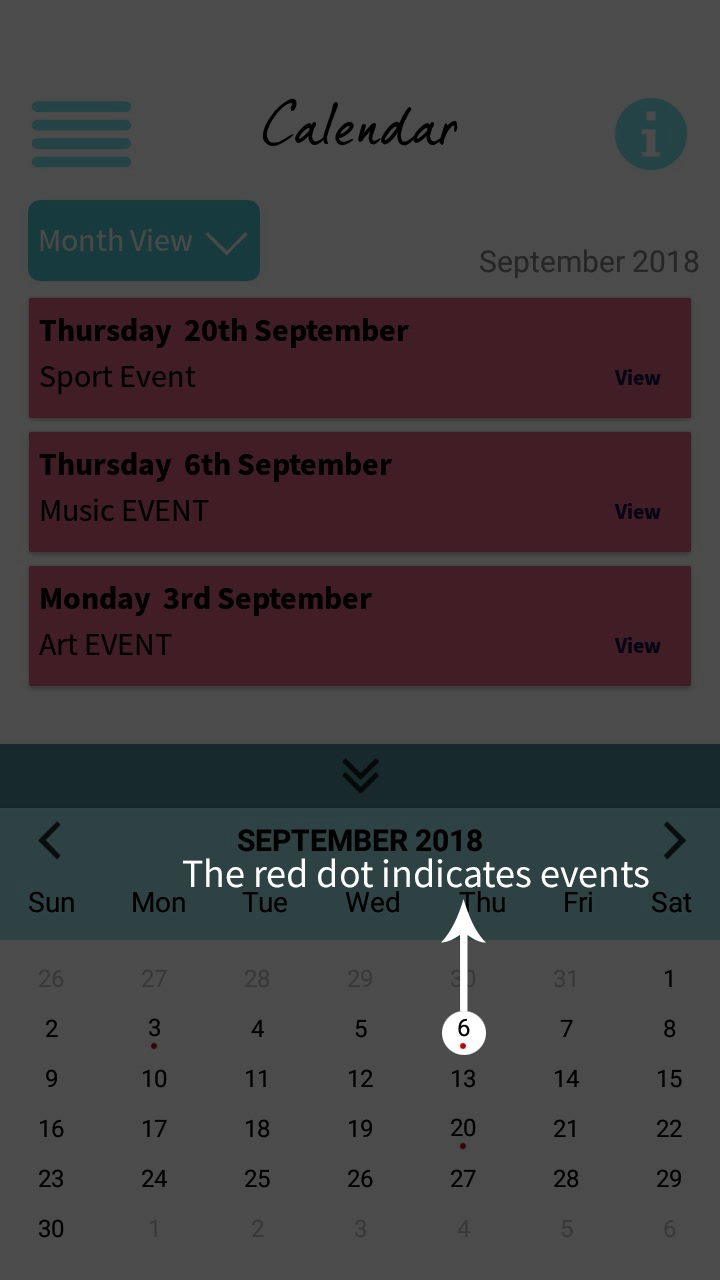 Calendar
Month View
September 2018
Thursday 20th September
Sport Event
View
Thursday 6th September
Music EVENT
View
Monday 3rd September
Art EVENT
View
SEPTEMBER 2018
The red dot indicates events
Sun Mon Tue Wed Thu Fri Sat
26 27 28 29 30 31 1
2 3 4 5 6 7 8
9 10 11 12 13 14 15
16 17 18 19 20 21 22
23 24 25 26 27 28 29
30 1 2 3 4 5 6